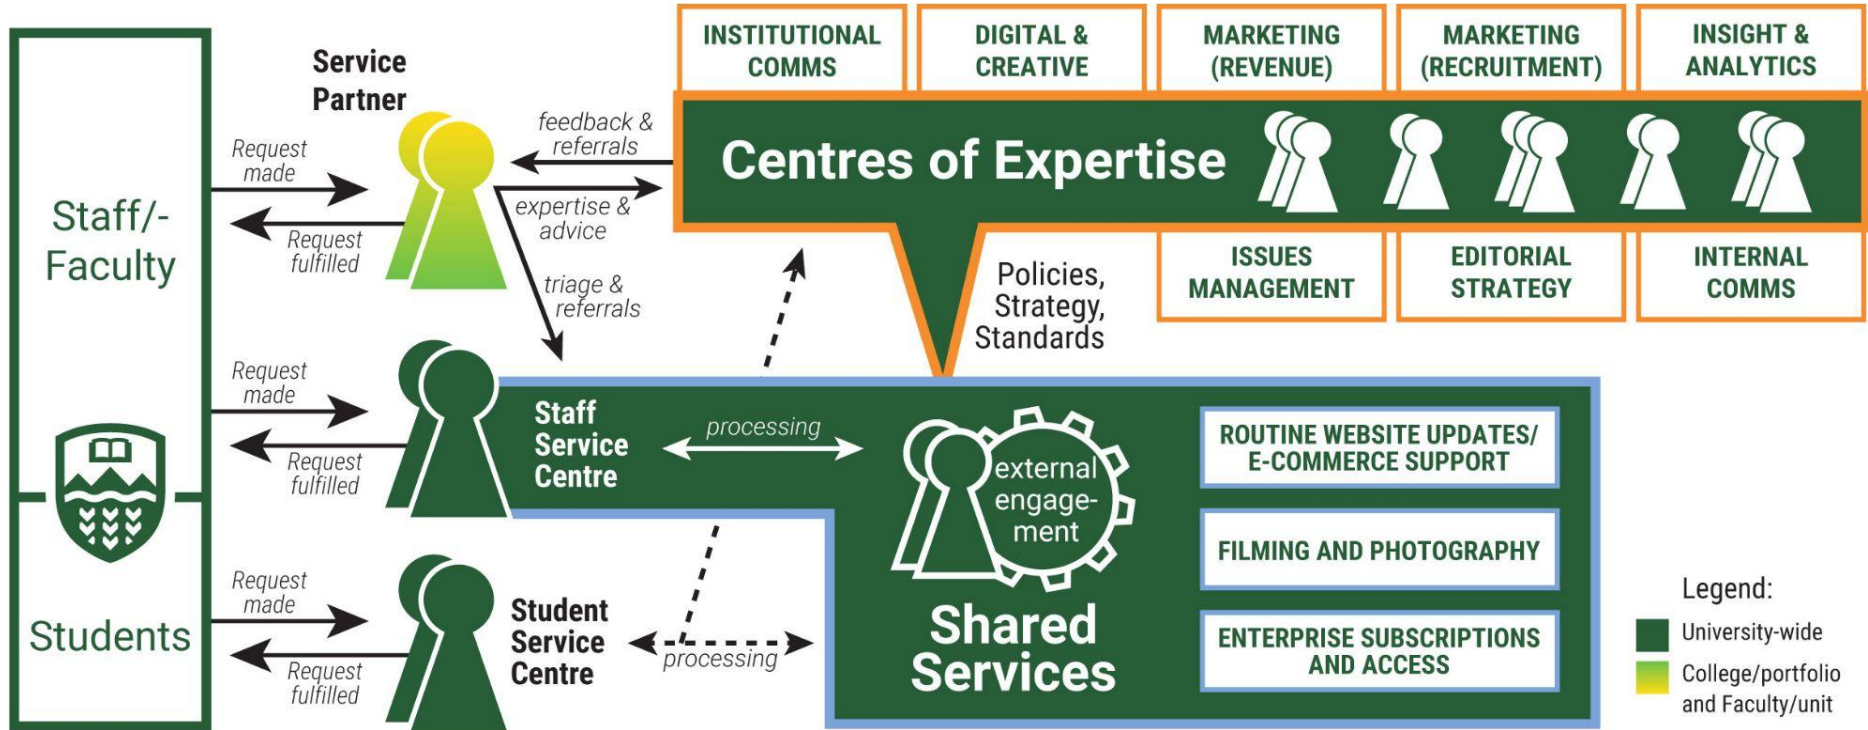 Staff/-
Faculty
Students
Service
Partner
Request
made
Request
fulfilled
feedback &
referrals
expertise &
advice
triage &
referrals
INSTITUTIONAL
COMMS
DIGITAL &
CREATIVE
MARKETING
(REVENUE)
MARKETING
(RECRUITMENT)
INSIGHT &
ANALYTICS
Centres of Expertise
ISSUES
MANAGEMENT
EDITORIAL
STRATEGY
INTERNAL
COMMS
Policies,
Strategy,
Standards
Request
made
Request
fulfilled
Staff
Service
Centre
processing
external
engage-
ment
Shared
Services
ROUTINE WEBSITE UPDATES/
E-COMMERCE SUPPORT
FILMING AND PHOTOGRAPHY
ENTERPRISE SUBSCRIPTIONS
AND ACCESS
Request
made
Request
fulfilled
Student
Service
Centre
processing
Legend:
University-wide
College/portfolio
and Faculty/unit